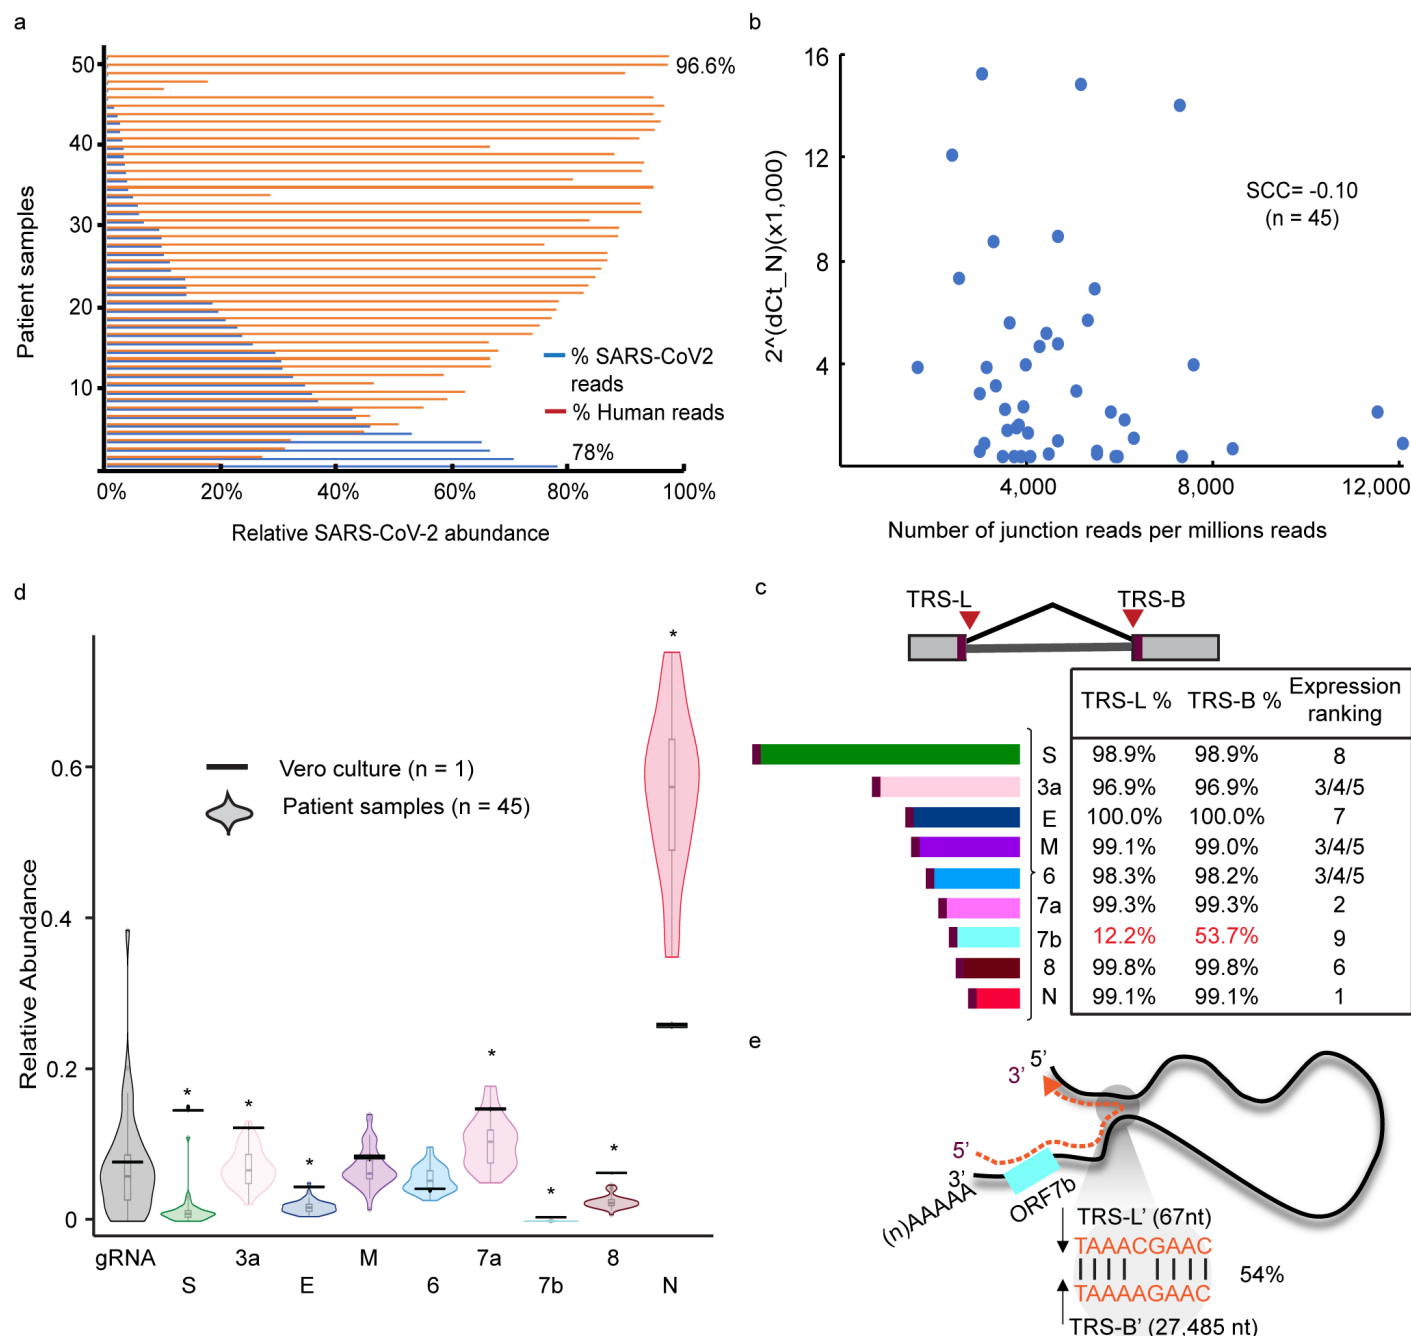 a
Patient samples
50
40
30
20
10
96.6%
% SARS-CoV2
reads
% Human reads
78%
0%
20%
40%
60%
80%
100%
Relative SARS-CoV-2 abundance
b
2^(dCt_N)(x1,000)
16
12
8
4
SCC= -0.10
(n = 45)
4,000
8,000
12,000
Number of junction reads per millions reads
d
Relative Abundance
0.6
0.4
0.2
0
Vero culture (n = 1)
Patient samples (n = 45)
*
*
*
*
*
*
*
gRNA
S
3a
E
M
6
7a
7b
8
N
c
TRS-L
TRS-B
TRS-L % TRS-B % Expression
ranking
S 98.9% 98.9% 8
3a 96.9% 96.9% 3/4/5
E 100.0% 100.0% 7
M 99.1% 99.0% 3/4/5
6 98.3% 98.2% 3/4/5
7a 99.3% 99.3% 2
7b 12.2% 53.7% 9
8 99.8% 99.8% 6
N 99.1% 99.1% 1
e
5’
3’
5’
3’
(n)AAAAA
ORF7b
TRS-L’ (67nt)
TAAACGAAC
54%
TAAAAGAAC
TRS-B’ (27,485 nt)